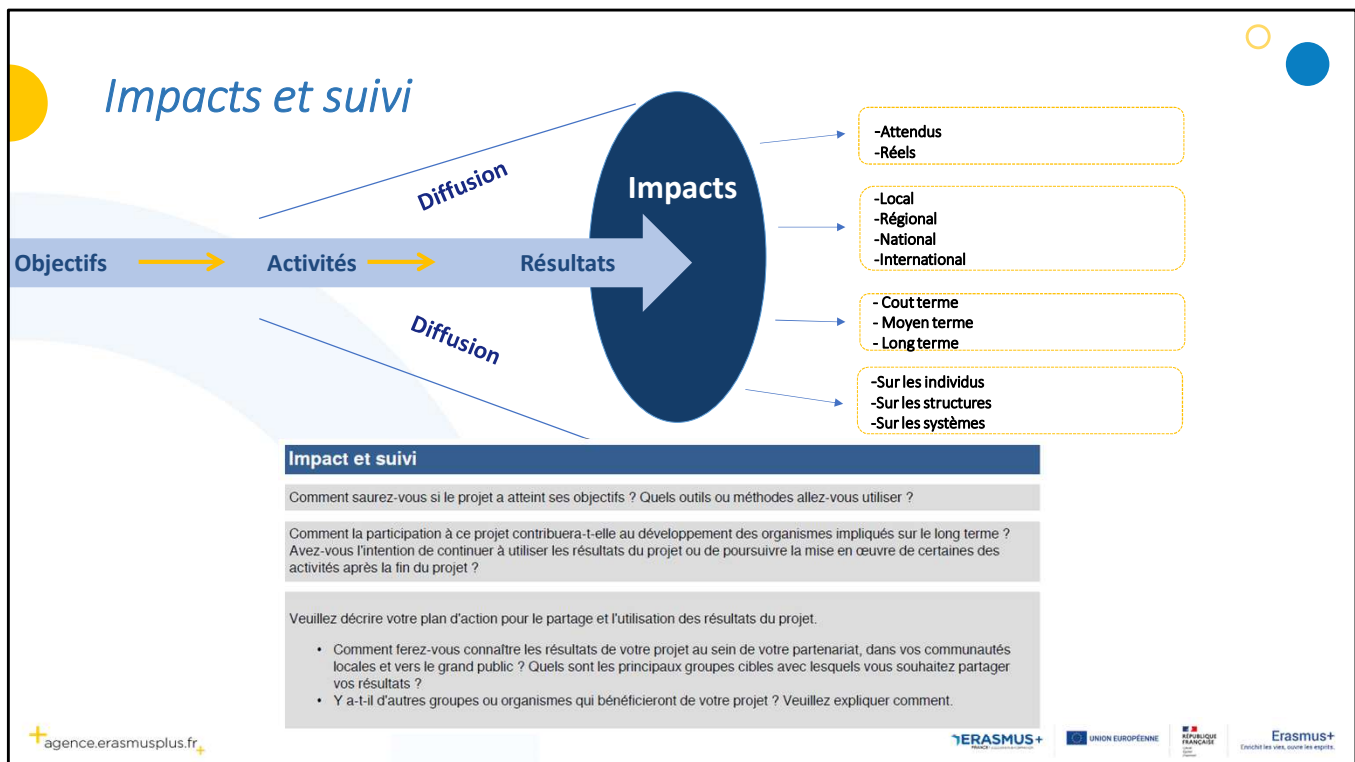 Impacts et suivi
Diffusion
Impacts
Objectifs
Activités
Résultats
Diffusion
-Attendus
-Réels
-Local
-Régional
-National
-International
- Cout terme
- Moyen terme
- Long terme
-Sur les individus
-Sur les structures
-Sur les systèmes
Impact et suivi
Comment saurez-vous si le projet a atteint ses objectifs ? Quels outils ou méthodes allez-vous utiliser ?
Comment la participation à ce projet contribuera-t-elle au développement des organismes impliqués sur le long terme ?
Avez-vous l'intention de continuer à utiliser les résultats du projet ou de poursuivre la mise en œuvre de certaines des
activités après la fin du projet ?
Veuillez décrire votre plan d'action pour le partage et l'utilisation des résultats du projet.
• Comment ferez-vous connaître les résultats de votre projet au sein de votre partenariat, dans vos communautés
locales et vers le grand public ? Quels sont les principaux groupes cibles avec lesquels vous souhaitez partager
vos résultats ?
• Y a-t-il d'autres groupes ou organismes qui bénéficieront de votre projet ? Veuillez expliquer comment.
agence.erasmusplus.fr
ERASMUS+
UNION EUROPÉENNE
RÉPUBLIQUE
FRANÇAISE
Erasmus+
Enrichit les vies, ouvre les esprits.